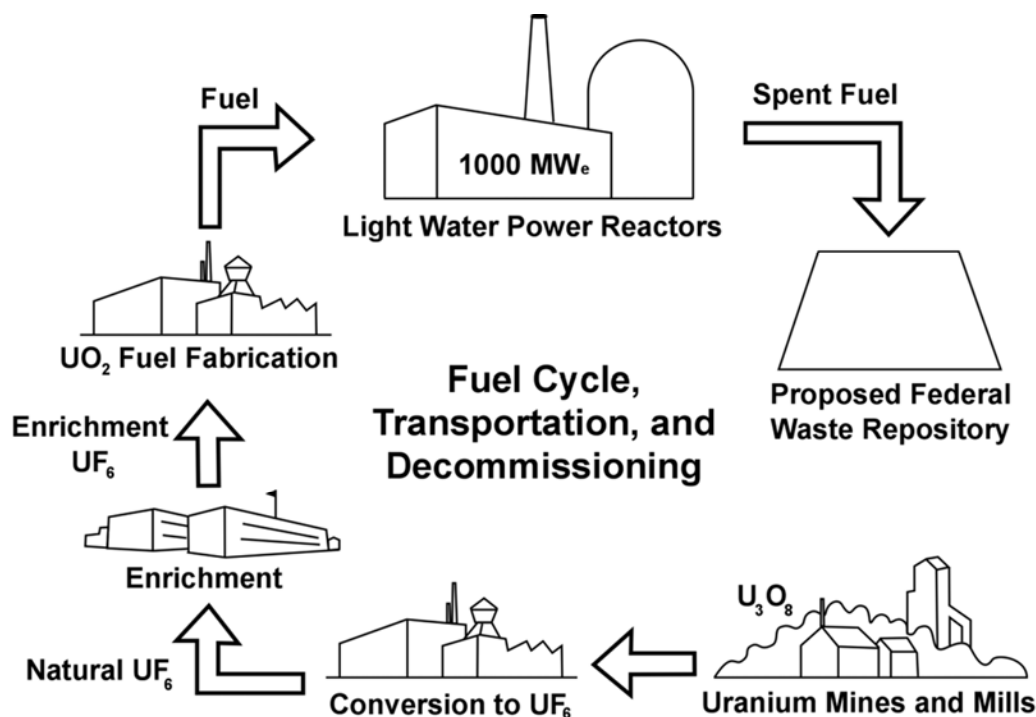 Fuel
1000 MWₑ
Light Water Power Reactors
Spent Fuel
UO₂ Fuel Fabrication
Proposed Federal
Waste Repository
Fuel Cycle,
Transportation, and
Decommissioning
Enrichment
UF₆
Enrichment
U₃O₈
Natural UF₆
Conversion to UF₆
Uranium Mines and Mills